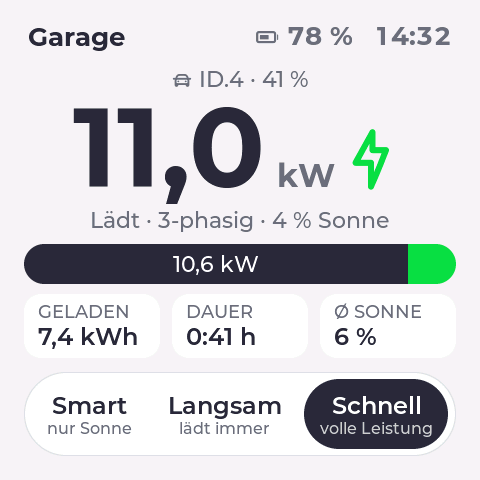 Garage 78 % 14:32
ID.4 · 41 %
11,0 kW
Lädt · 3-phasig · 4 % Sonne
10,6 kW
GELADEN DAUER Ø SONNE
7,4 kWh 0:41 h 6 %
Smart Langsam Schnell
nur Sonne lädt immer volle Leistung